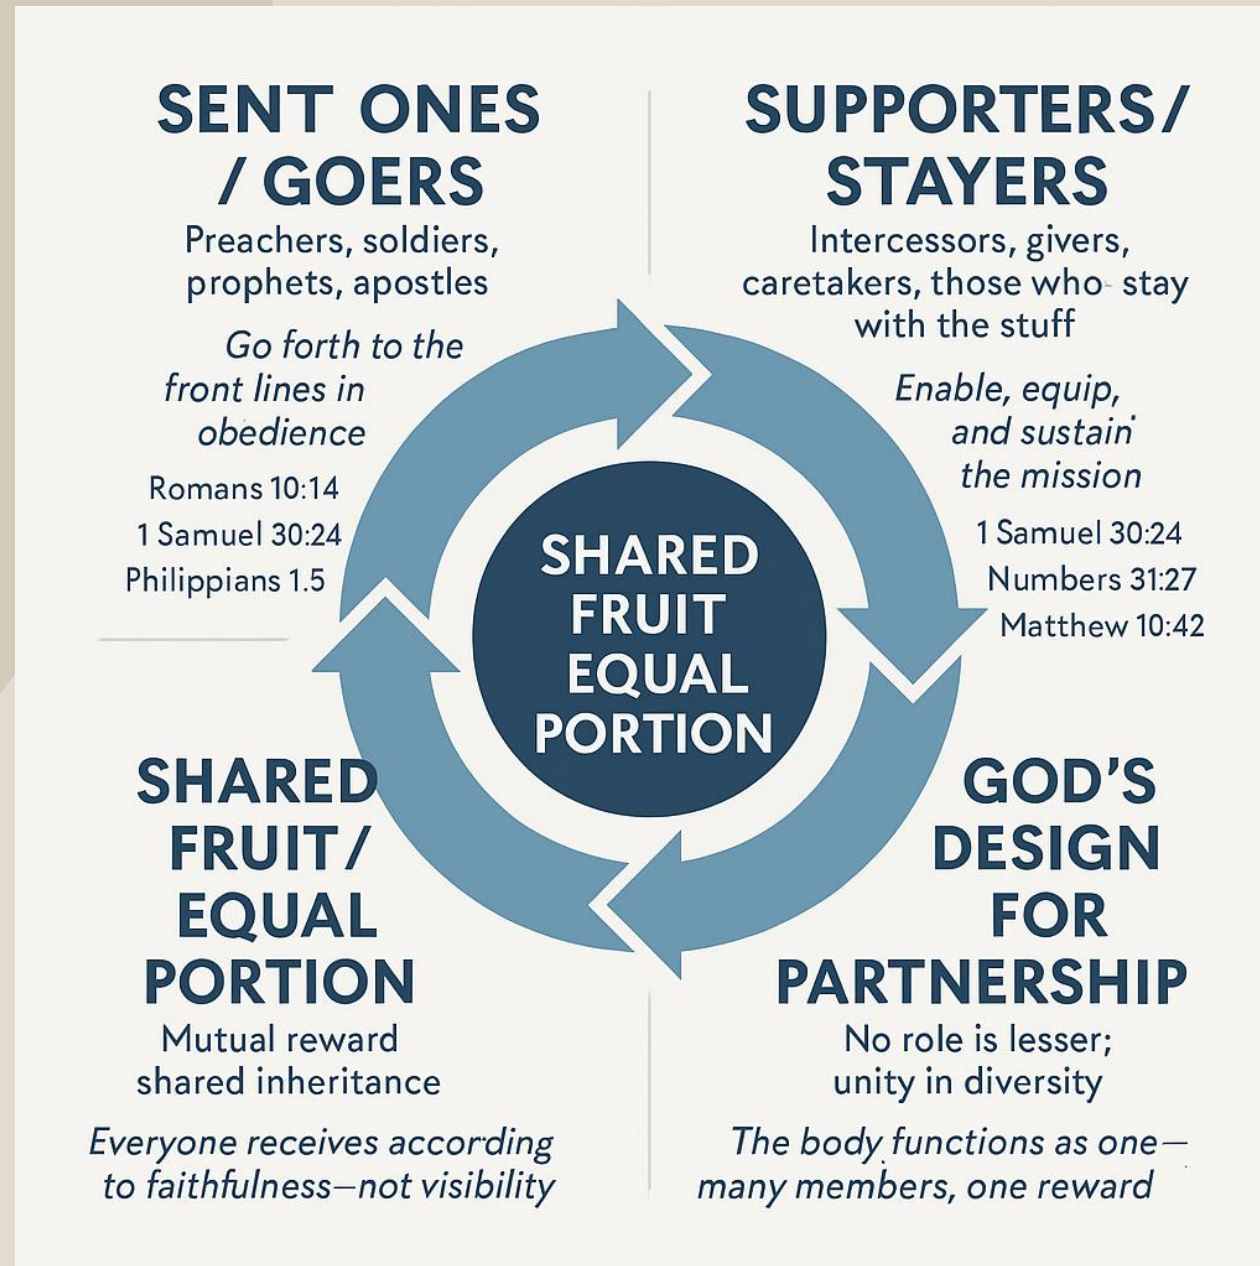 SENT ONES
/ GOERS
Preachers, soldiers,
prophets, apostles
Go forth to the
front lines in
obedience
Romans 10:14
1 Samuel 30:24
Philippians 1.5
SUPPORTERS/
STAYERS
Intercessors, givers,
caretakers, those who- stay
with the stuff
Enable, equip,
and sustain
the mission
1 Samuel 30:24
Numbers 31:27
Matthew 10:42
SHARED
FRUIT
EQUAL
PORTION
SHARED
FRUIT/
EQUAL
PORTION
Mutual reward
shared inheritance
Everyone receives according
to faithfulness—not visibility
GOD'S
DESIGN
FOR
PARTNERSHIP
No role is lesser;
unity in diversity
The body functions as one—
many members, one reward